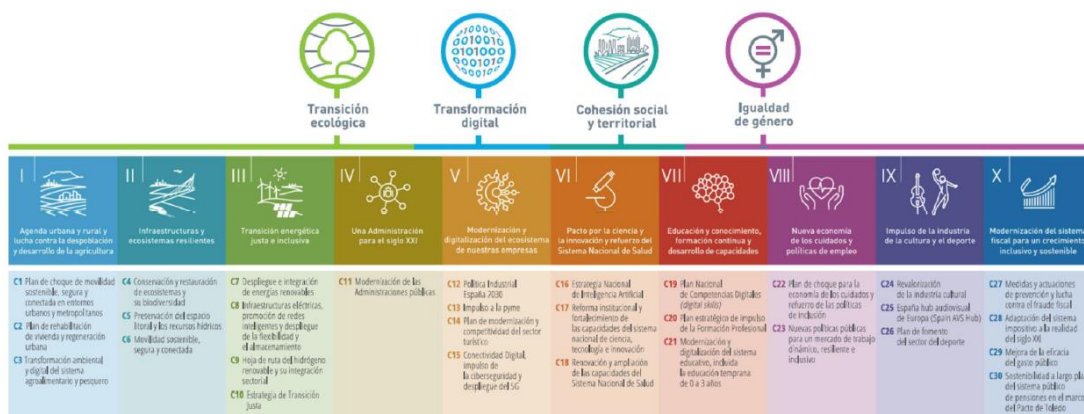 Transición
ecológica
Transformación
digital
Cohesión social
y territorial
Igualdad
de género
I
Agenda urbana y rural y
lucha contra la despoblación
y desarrollo de la agricultura
II
Infraestructuras y
ecosistemas resilientes
III
Transición energética
justa e inclusiva
IV
Una Administración
para el siglo XXI
V
Modernización y
digitalización del ecosistema
de nuestras empresas
VI
Pacto por la ciencia y
la innovación y refuerzo del
Sistema Nacional de Salud
VII
Educación y conocimiento,
formación continua y
desarrollo de capacidades
VIII
Nueva economía
de los cuidados y
políticas de empleo
IX
Impulso de la industria
de la cultura y el deporte
X
Modernización del sistema
fiscal para un crecimiento
inclusivo y sostenible
C1 Plan de choque de movilidad
sostenible, segura y
conectada en entornos
urbanos y metropolitanos
C2 Plan de rehabilitación
de vivienda y regeneración
urbana
C3 Transformación ambiental
y digital del sistema
agroalimentario y pesquero
C4 Conservación y restauración
de ecosistemas y
su biodiversidad
C5 Preservación del espacio
litoral y los recursos hídricos
C6 Movilidad sostenible,
segura y conectada
C7 Despliegue e integración
de energías renovables
C8 Infraestructuras eléctricas,
promoción de redes
inteligentes y despliegue
de la flexibilidad y
el almacenamiento
C9 Hoja de ruta del hidrógeno
renovable y su integración
sectorial
C10 Estrategia de Transición
Justa
C11 Modernización de las
Administraciones públicas
C12 Política Industrial
España 2030
C13 Impulso a la pyme
C14 Plan de modernización y
competitividad del sector
turístico
C15 Conectividad Digital,
impulso de
la ciberseguridad y
despliegue del 5G
C16 Estrategia Nacional
de Inteligencia Artificial
C17 Reforma institucional y
fortalecimiento de
las capacidades del sistema
nacional de ciencia,
tecnología e innovación
C18 Renovación y ampliación
de las capacidades del
Sistema Nacional de Salud
C19 Plan Nacional
de Competencias Digitales
(digital skills)
C20 Plan estratégico de impulso
de la Formación Profesional
C21 Modernización y
digitalización del sistema
educativo, incluida
la educación temprana
de 0 a 3 años
C22 Plan de choque para la
economía de los cuidados y
refuerzo de las políticas
de inclusión
C23 Nuevas políticas públicas
para un mercado de trabajo
dinámico, resiliente e
inclusivo
C24 Revalorización
de la industria cultural
C25 España hub audiovisual
de Europa (Spain AVS Hub)
C26 Plan de fomento
del sector del deporte
C27 Medidas y actuaciones
de prevención y lucha
contra el fraude fiscal
C28 Adaptación del sistema
impositivo a la realidad
del siglo XXI
C29 Mejora de la eficacia
del gasto público
C30 Sostenibilidad a largo plazo
del sistema público
de pensiones en el marco
del Pacto de Toledo